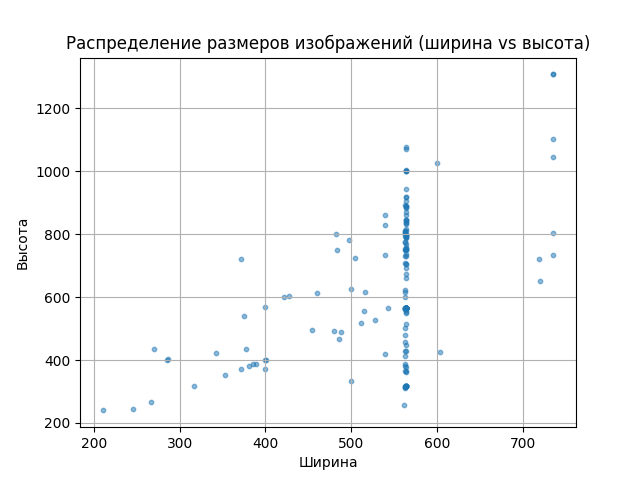 Распределение размеров изображений (ширина vs высота)
Высота
1200
1000
800
600
400
200
200 300 400 500 600 700
Ширина